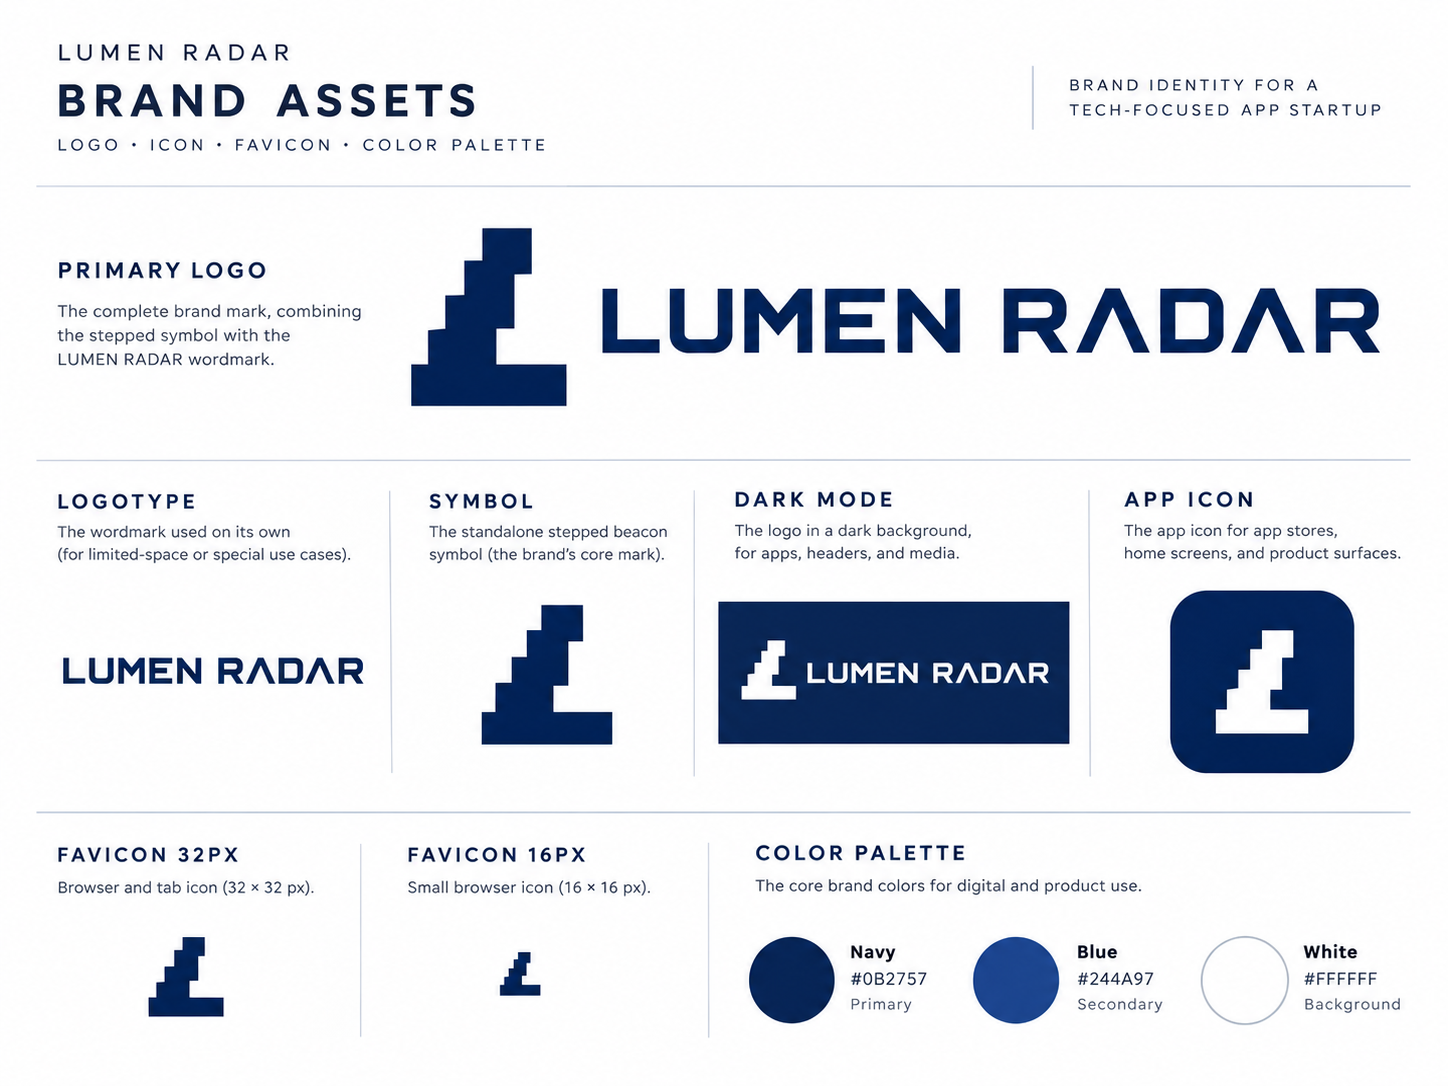 LUMEN RADAR
BRAND ASSETS
LOGO • ICON • FAVICON • COLOR PALETTE
BRAND IDENTITY FOR A
TECH-FOCUSED APP STARTUP
PRIMARY LOGO
The complete brand mark, combining
the stepped symbol with the
LUMEN RADAR wordmark.
LUMEN RADAR
LOGOTYPE
The wordmark used on its own
(for limited-space or special use cases).
LUMEN RADAR
SYMBOL
The standalone stepped beacon
symbol (the brand's core mark).
DARK MODE
The logo in a dark background,
for apps, headers, and media.
LUMEN RADAR
APP ICON
The app icon for app stores,
home screens, and product surfaces.
FAVICON 32PX
Browser and tab icon (32 × 32 px).
FAVICON 16PX
Small browser icon (16 × 16 px).
COLOR PALETTE
The core brand colors for digital and product use.
Navy
#0B2757
Primary
Blue
#244A97
Secondary
White
#FFFFFF
Background